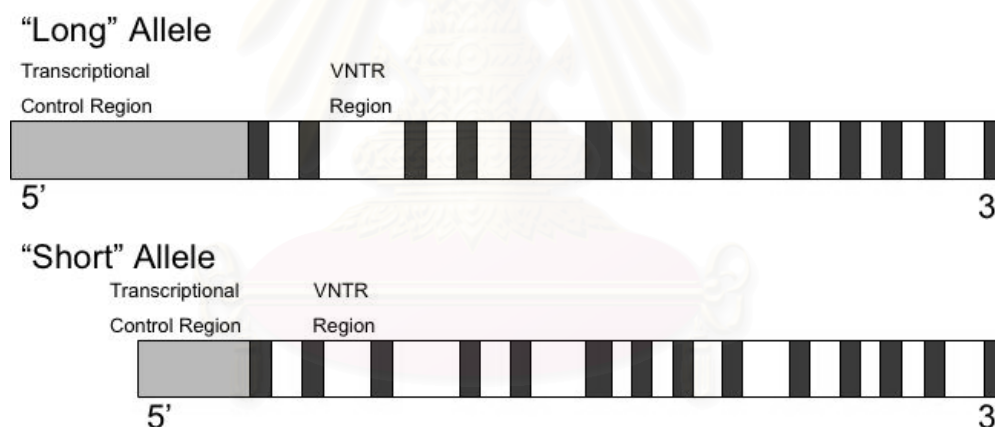 “Long” Allele
Transcriptional VNTR
Control Region Region
5’
3
“Short” Allele
Transcriptional VNTR
Control Region Region
5’
3